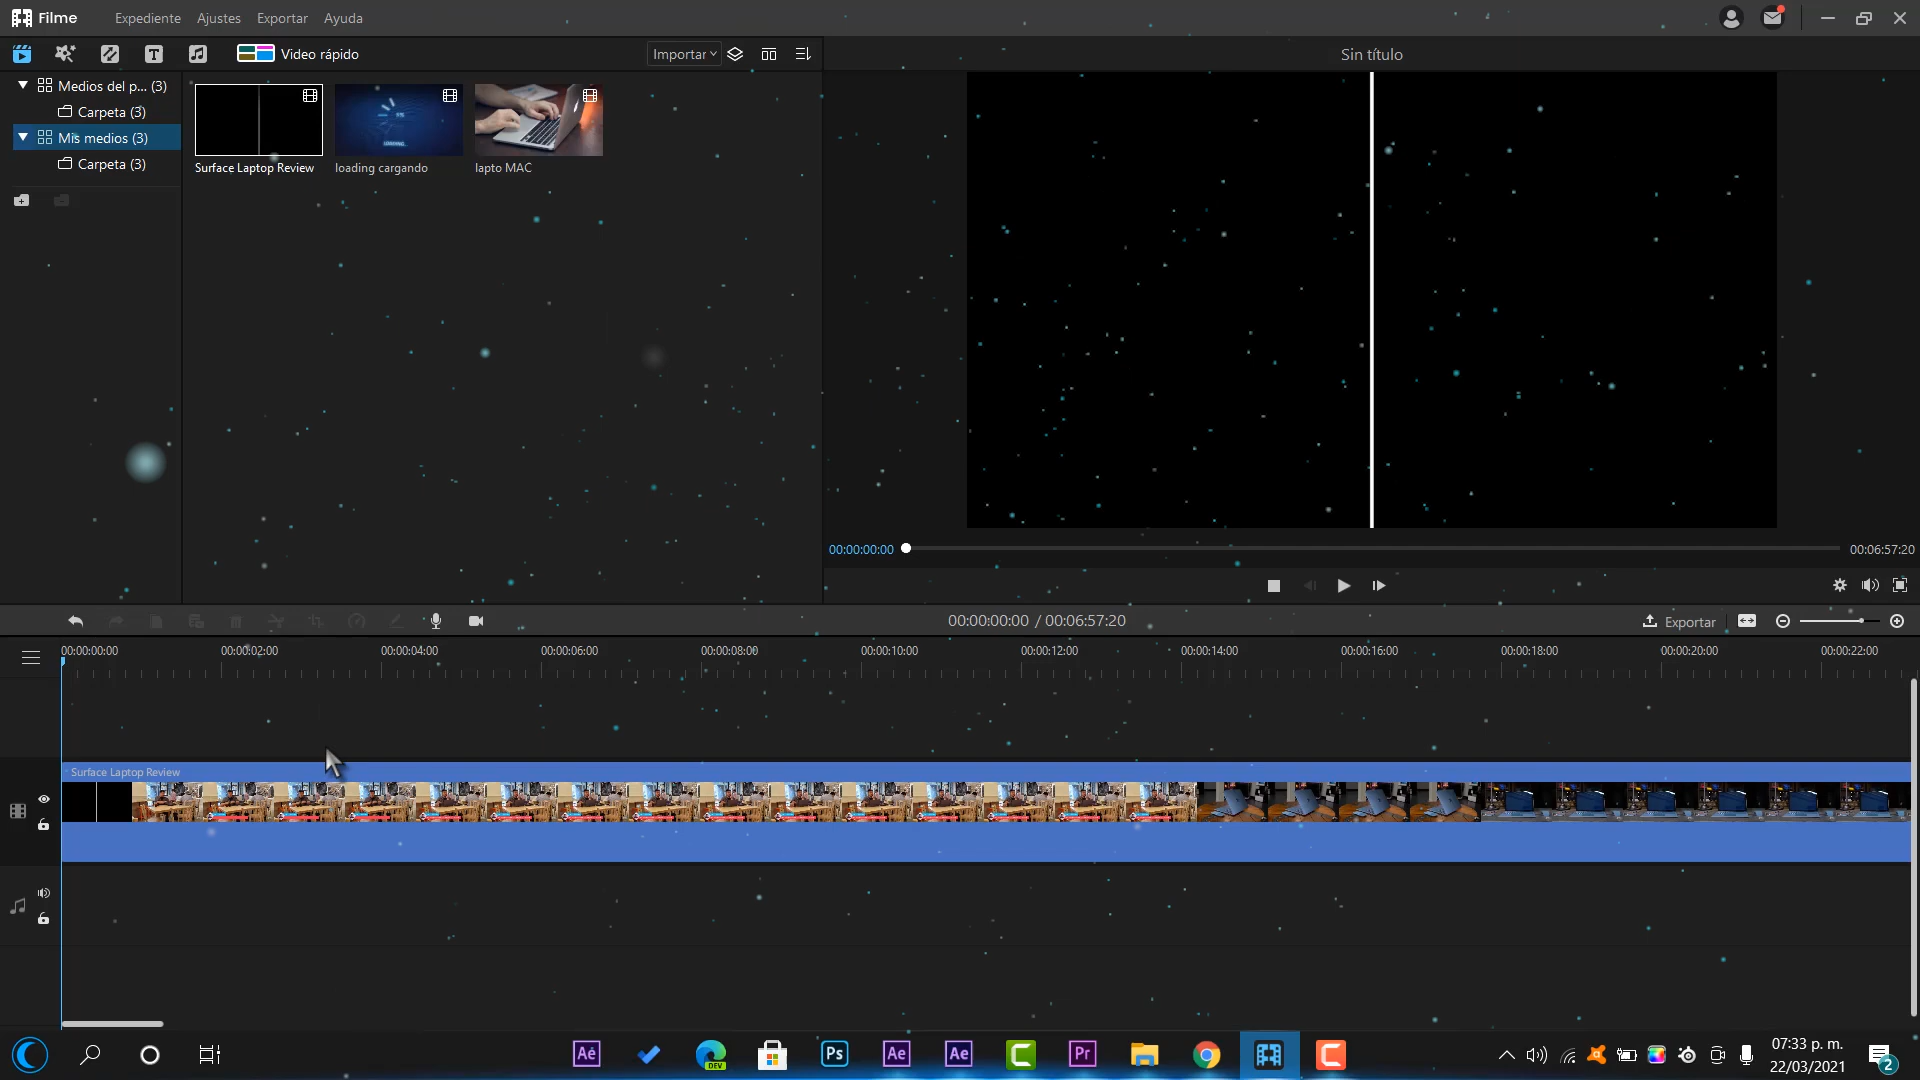 Filme
Expediente Ajustes Exportar Ayuda
Video rápido
Importar
Sin título
Medios del p... (3)
Carpeta (3)
Mis medios (3)
Carpeta (3)
Surface Laptop Review
loading cargando
lapto MAC
LOADING...
00:00:00:00
00:06:57:20
00:00:00:00 / 00:06:57:20
Exportar
00:00:00:00 00:00:02:00 00:00:04:00 00:00:06:00 00:00:08:00 00:00:10:00 00:00:12:00 00:00:14:00 00:00:16:00 00:00:18:00 00:00:20:00 00:00:22:00
Surface Laptop Review
Ae
DEV
Ps
Ae
Ae
Pr
07:33 p. m.
22/03/2021
2